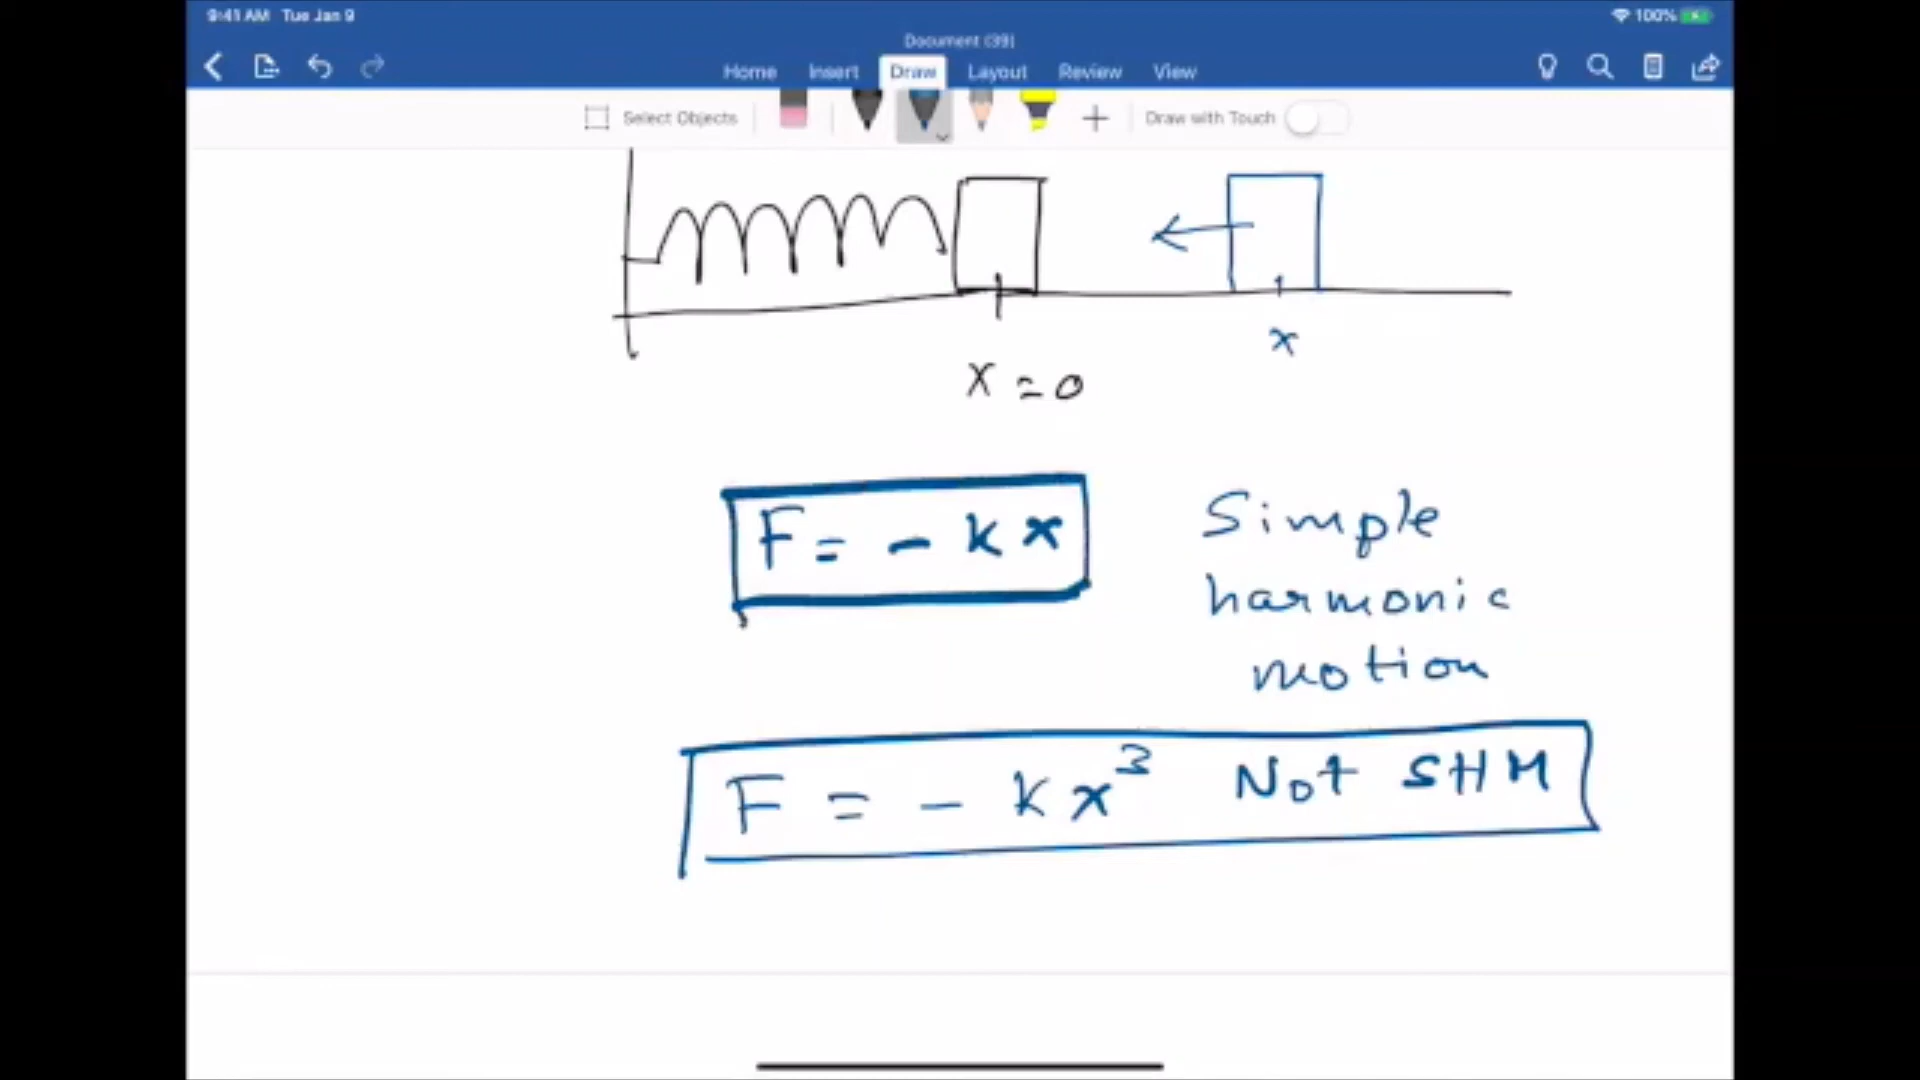 9:41 AM Tue Jan 9
100%
Document (39)
Home Insert Draw Layout Review View
Select Objects
Draw with Touch
x
x = 0
F = - kx
Simple
harmonic
motion
F = - kx³ Not SHM